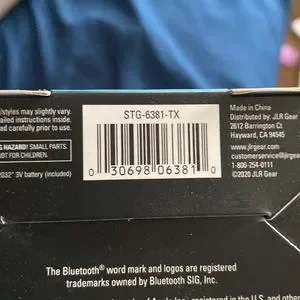 /styles may slightly vary.
tailed instructions inside.
ad carefully prior to use.
G HAZARD! SMALL PARTS.
NOT FOR CHILDREN.
2032" 3V battery (included)
STG-6381-TX
0 30698 06381 0
Made in China
Distributed by: JLR Gear
2612 Barrington Ct
Hayward, CA 94545
www.jlrgear.com
customerservice@jlrgear
1-800-254-0111
©2020 JLR Gear
The Bluetooth® word mark and logos are registered
trademarks owned by Bluetooth SIG, Inc.